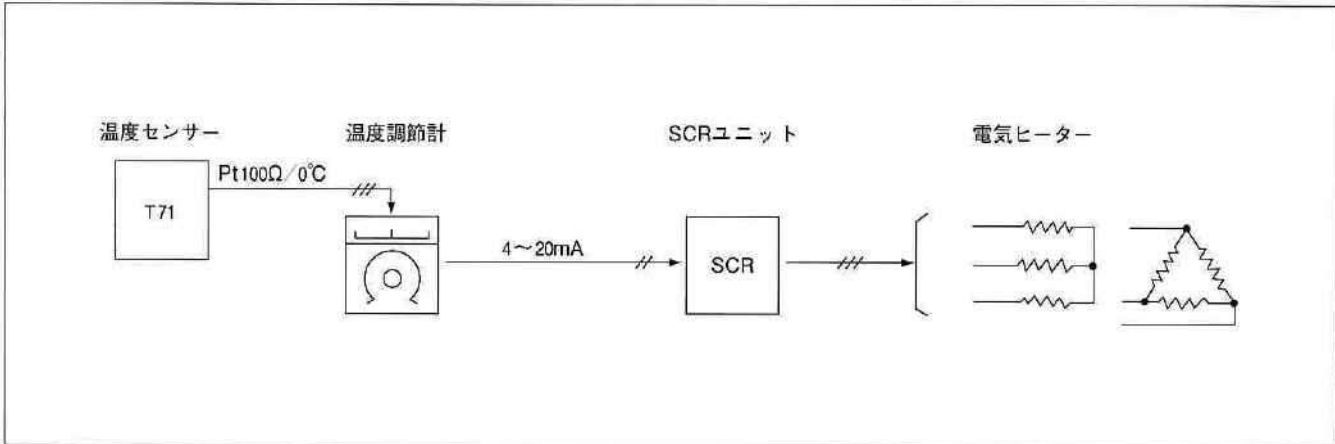 温度センサー
温度調節計
SCRユニット
電気ヒーター
Pt100Ω/0℃
T71
4～20mA
SCR